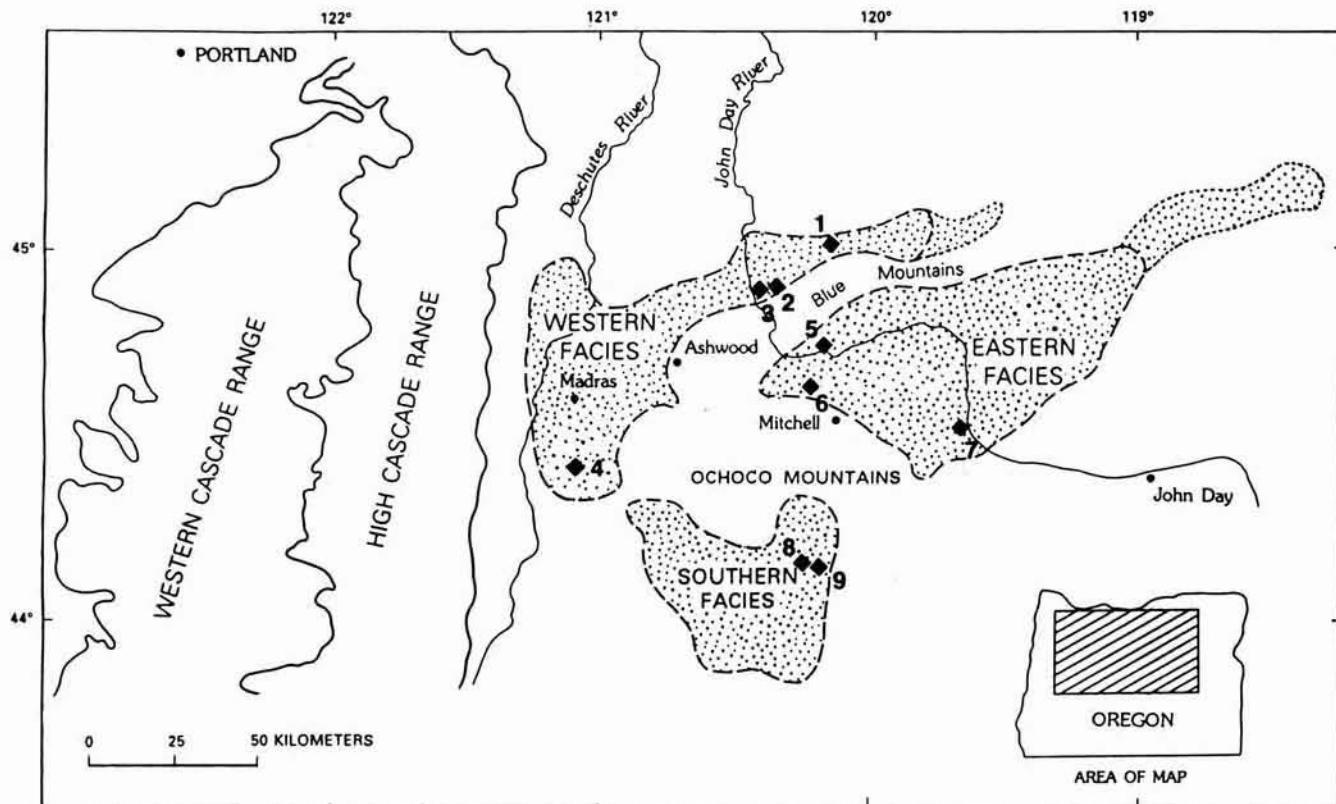 122°
121°
120°
119°
PORTLAND
Deschutes River
John Day River
45°
1
Mountains
2
Blue
3
WESTERN
FACIES
5
Ashwood
EASTERN
FACIES
Madras
6
Mitchell
7
WESTERN CASCADE RANGE
HIGH CASCADE RANGE
4
OCHOCO MOUNTAINS
John Day
8
SOUTHERN
FACIES
9
44°
0 25 50 KILOMETERS
OREGON
AREA OF MAP